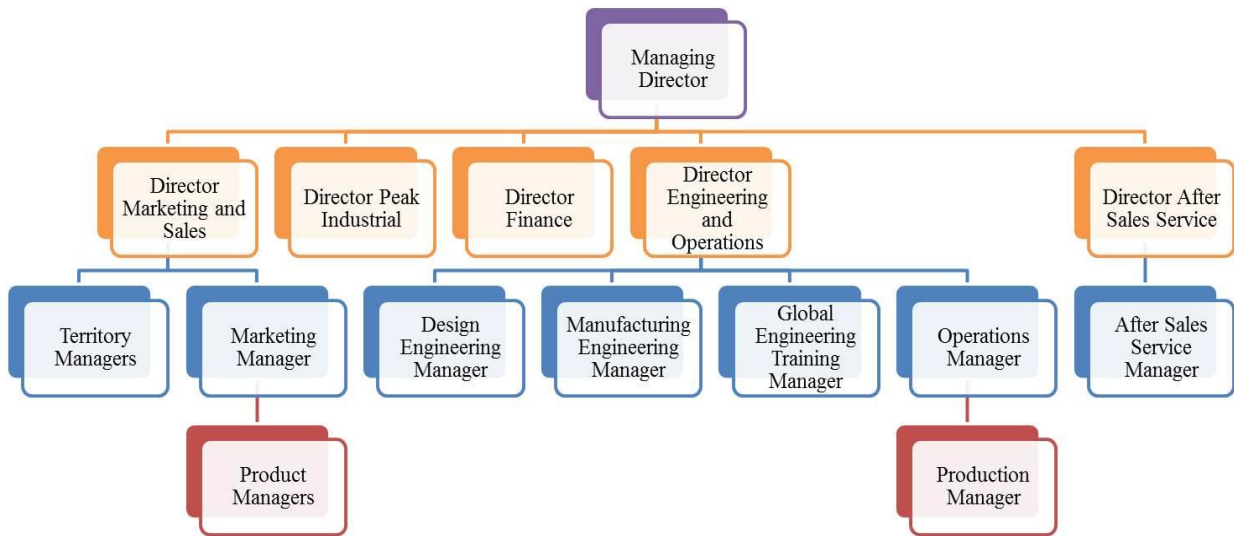 Managing
Director
Director
Marketing and
Sales
Director Peak
Industrial
Director
Finance
Director
Engineering
and
Operations
Director After
Sales Service
Territory
Managers
Marketing
Manager
Design
Engineering
Manager
Manufacturing
Engineering
Manager
Global
Engineering
Training
Manager
Operations
Manager
After Sales
Service
Manager
Product
Managers
Production
Manager